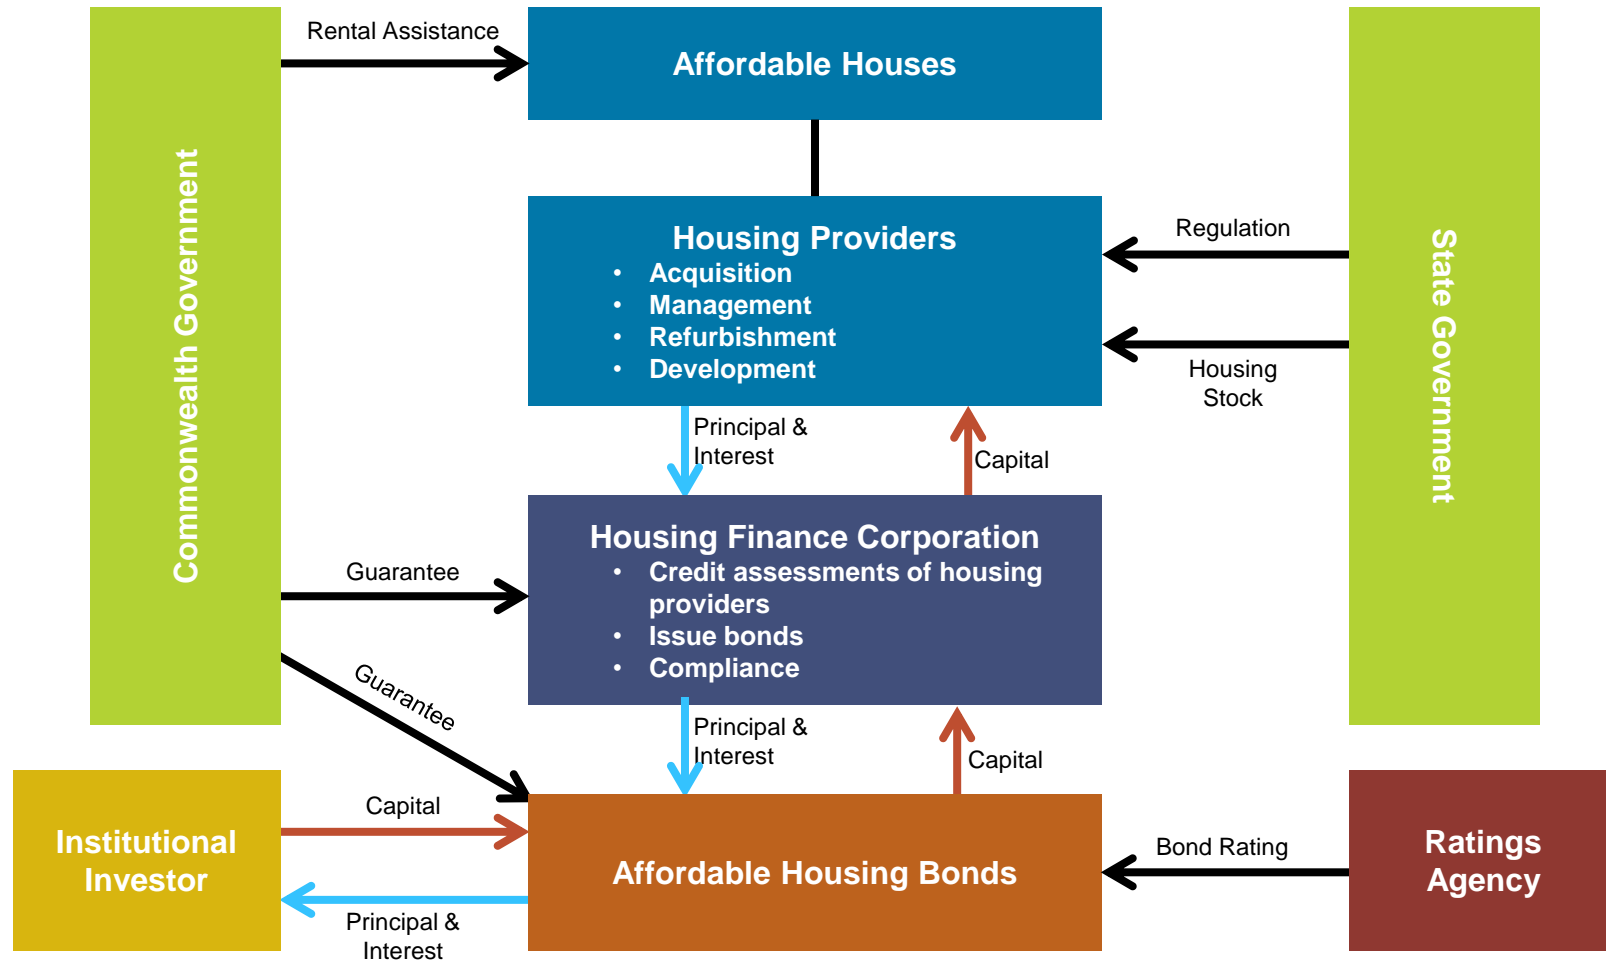 Rental Assistance
Affordable Houses
Commonwealth Government
State Government
Housing Providers
• Acquisition
• Management
• Refurbishment
• Development
Regulation
Housing
Stock
Principal &
Interest
Capital
Housing Finance Corporation
• Credit assessments of housing
providers
• Issue bonds
• Compliance
Guarantee
Guarantee
Principal &
Interest
Capital
Institutional
Investor
Capital
Principal &
Interest
Affordable Housing Bonds
Bond Rating
Ratings
Agency